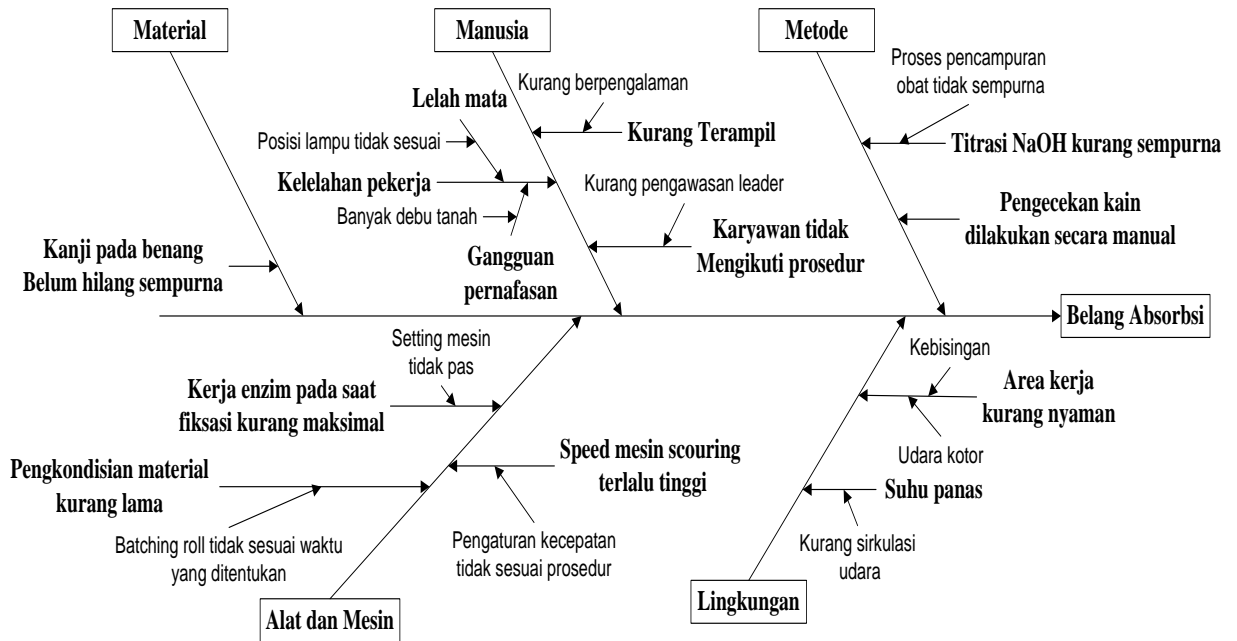 Material
Manusia
Metode
Proses pencampuran
obat tidak sempurna
Kurang berpengalaman
Lelah mata
Kurang Terampil
Titrasi NaOH kurang sempurna
Posisi lampu tidak sesuai
Kelelahan pekerja
Kurang pengawasan leader
Banyak debu tanah
Pengecekan kain
dilakukan secara manual
Karyawan tidak
Mengikuti prosedur
Gangguan
pernafasan
Kanji pada benang
Belum hilang sempurna
Belang Absorbsi
Setting mesin
tidak pas
Kebisingan
Kerja enzim pada saat
fiksasi kurang maksimal
Area kerja
kurang nyaman
Udara kotor
Speed mesin scouring
terlalu tinggi
Pengkondisian material
kurang lama
Suhu panas
Batching roll tidak sesuai waktu
yang ditentukan
Pengaturan kecepatan
tidak sesuai prosedur
Kurang sirkulasi
udara
Alat dan Mesin
Lingkungan